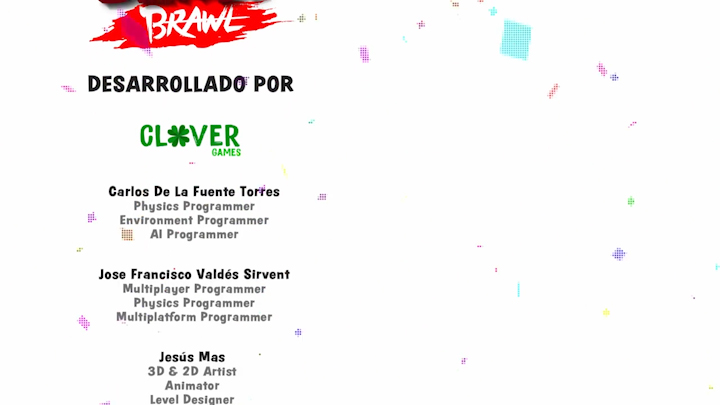 BRAWL
DESARROLLADO POR
CLOVER
GAMES
Carlos De La Fuente Torres
Physics Programmer
Environment Programmer
AI Programmer
Jose Francisco Valdés Sirvent
Multiplayer Programmer
Physics Programmer
Multiplatform Programmer
Jesús Mas
3D & 2D Artist
Animator
Level Designer